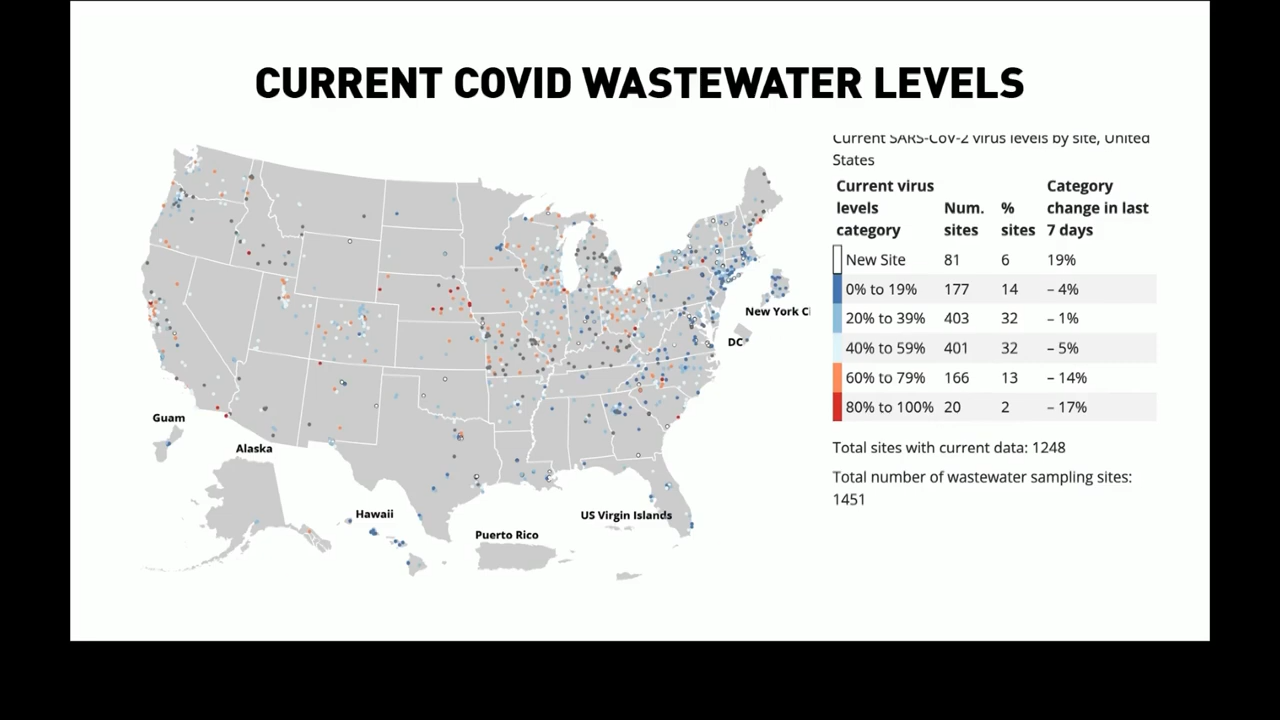 CURRENT COVID WASTEWATER LEVELS
Current SARS-CoV-2 virus levels by site, United
States
Current virus levels category Num. sites % sites Category change in last 7 days
New Site 81 6 19%
0% to 19% 177 14 – 4%
20% to 39% 403 32 – 1%
40% to 59% 401 32 – 5%
60% to 79% 166 13 – 14%
80% to 100% 20 2 – 17%
Total sites with current data: 1248
Total number of wastewater sampling sites:
1451
New York C
DC
Guam
Alaska
Hawaii
US Virgin Islands
Puerto Rico